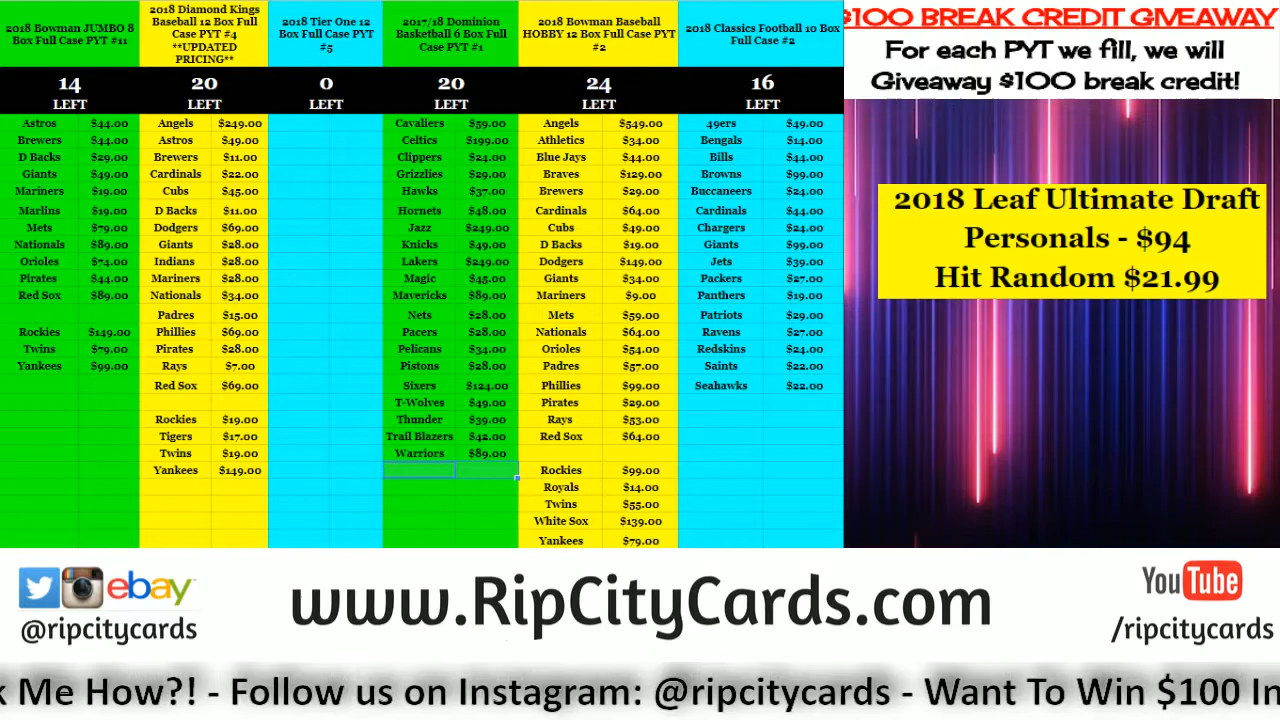 2018 Bowman JUMBO 8
Box Full Case PYT #11
14
LEFT
Astros $44.00
Brewers $44.00
D Backs $29.00
Giants $49.00
Mariners $19.00
Marlins $19.00
Mets $79.00
Nationals $89.00
Orioles $74.00
Pirates $44.00
Red Sox $89.00
Rockies $149.00
Twins $79.00
Yankees $99.00
2018 Diamond Kings
Baseball 12 Box Full
Case PYT #4
**UPDATED
PRICING**
20
LEFT
Angels $249.00
Astros $49.00
Brewers $11.00
Cardinals $22.00
Cubs $45.00
D Backs $11.00
Dodgers $69.00
Giants $28.00
Indians $28.00
Mariners $28.00
Nationals $34.00
Padres $15.00
Phillies $69.00
Pirates $28.00
Rays $7.00
Red Sox $69.00
Rockies $19.00
Tigers $17.00
Twins $19.00
Yankees $149.00
2018 Tier One 12
Box Full Case PYT
#5
0
LEFT
2017/18 Dominion
Basketball 6 Box Full
Case PYT #1
20
LEFT
Cavaliers $59.00
Celtics $199.00
Clippers $24.00
Grizzlies $29.00
Hawks $37.00
Hornets $48.00
Jazz $249.00
Knicks $49.00
Lakers $249.00
Magic $45.00
Mavericks $89.00
Nets $28.00
Pacers $28.00
Pelicans $34.00
Pistons $28.00
Sixers $124.00
T-Wolves $49.00
Thunder $39.00
Trail Blazers $42.00
Warriors $89.00
2018 Bowman Baseball
HOBBY 12 Box Full Case PYT
#2
24
LEFT
Angels $549.00
Athletics $34.00
Blue Jays $44.00
Braves $129.00
Brewers $29.00
Cardinals $64.00
Cubs $49.00
D Backs $19.00
Dodgers $149.00
Giants $34.00
Mariners $9.00
Mets $59.00
Nationals $64.00
Orioles $54.00
Padres $57.00
Phillies $99.00
Pirates $29.00
Rays $53.00
Red Sox $64.00
Rockies $99.00
Royals $14.00
Twins $55.00
White Sox $139.00
Yankees $79.00
2018 Classics Football 10 Box
Full Case #2
16
LEFT
49ers $49.00
Bengals $14.00
Bills $44.00
Browns $99.00
Buccaneers $24.00
Cardinals $44.00
Chargers $24.00
Giants $99.00
Jets $39.00
Packers $27.00
Panthers $19.00
Patriots $29.00
Ravens $27.00
Redskins $24.00
Saints $22.00
Seahawks $22.00
$100 BREAK CREDIT GIVEAWAY
For each PYT we fill, we will
Giveaway $100 break credit!
2018 Leaf Ultimate Draft
Personals - $94
Hit Random $21.99
ebay
@ripcitycards
www.RipCityCards.com
YouTube
/ripcitycards
k Me How?! - Follow us on Instagram: @ripcitycards - Want To Win $100 In